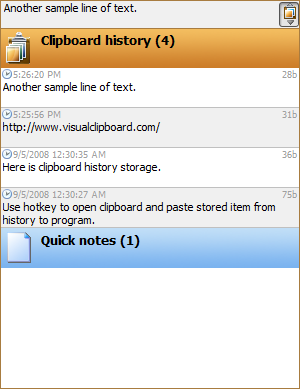 Another sample line of text.
Clipboard history (4)
5:26:20 PM 28b
Another sample line of text.
5:25:56 PM 31b
http://www.visualclipboard.com/
9/5/2008 12:30:35 AM 36b
Here is clipboard history storage.
9/5/2008 12:30:27 AM 75b
Use hotkey to open clipboard and paste stored item from
history to program.
Quick notes (1)